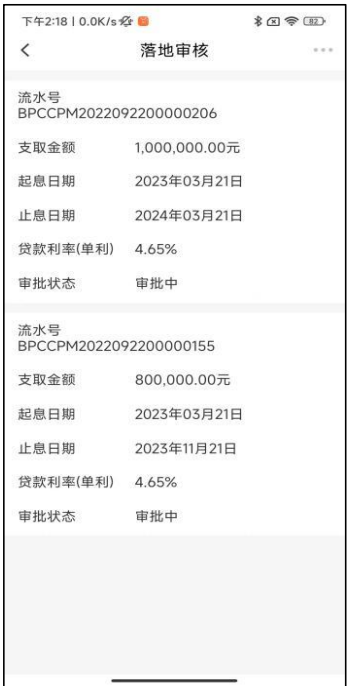 下午2:18 | 0.0K/s
82
落地审核
流水号
BPCCPM2022092200000206
支取金额 1,000,000.00元
起息日期 2023年03月21日
止息日期 2024年03月21日
贷款利率(单利) 4.65%
审批状态 审批中
流水号
BPCCPM2022092200000155
支取金额 800,000.00元
起息日期 2023年03月21日
止息日期 2023年11月21日
贷款利率(单利) 4.65%
审批状态 审批中